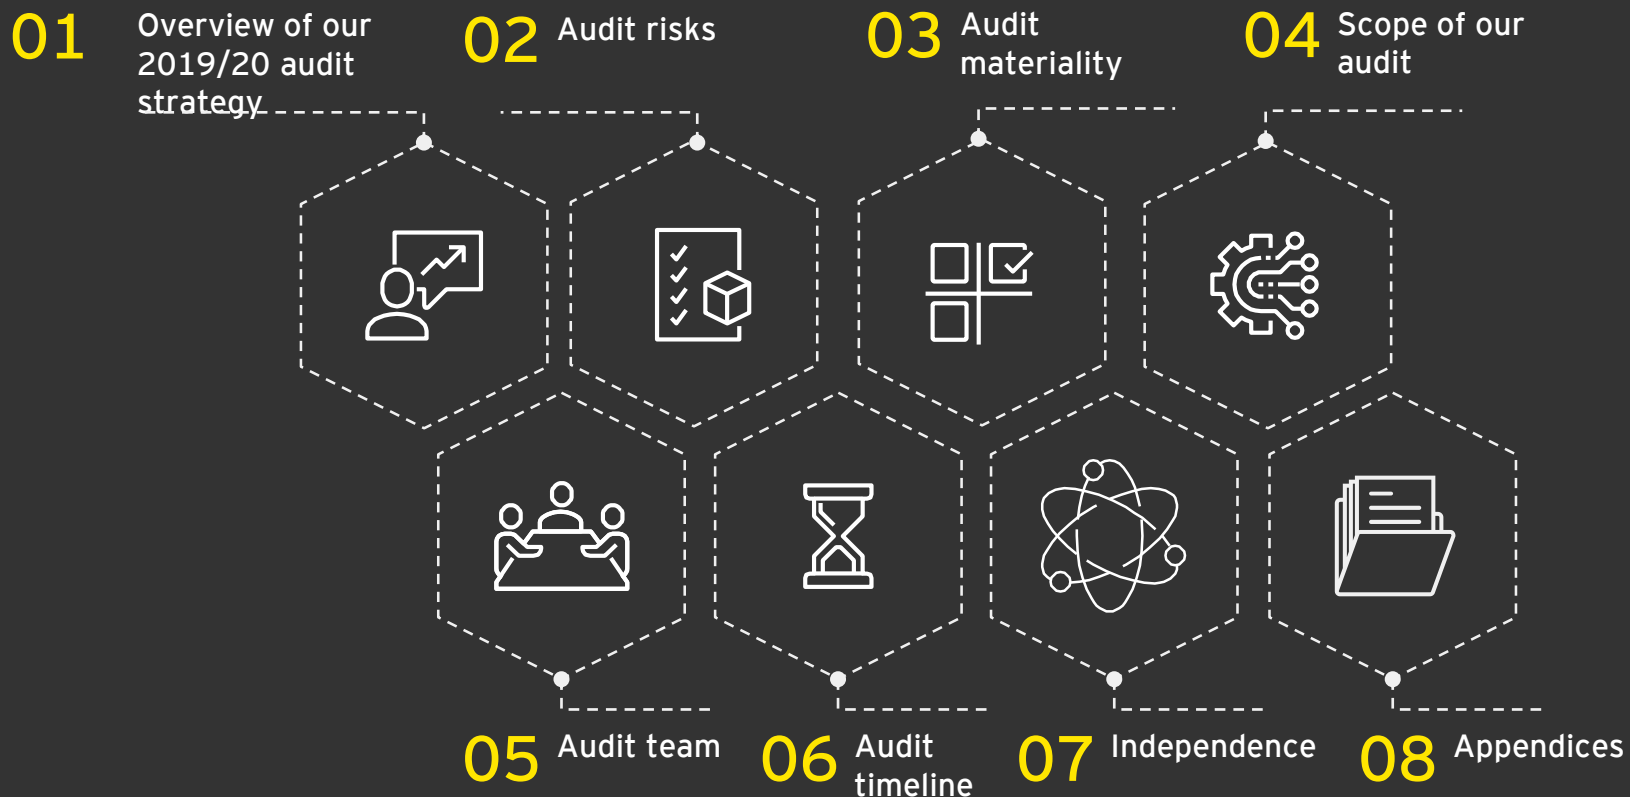 01
Overview of our
2019/20 audit
strategy
02
Audit risks
03
Audit
materiality
04
Scope of our
audit
05
Audit team
06
Audit
timeline
07
Independence
08
Appendices